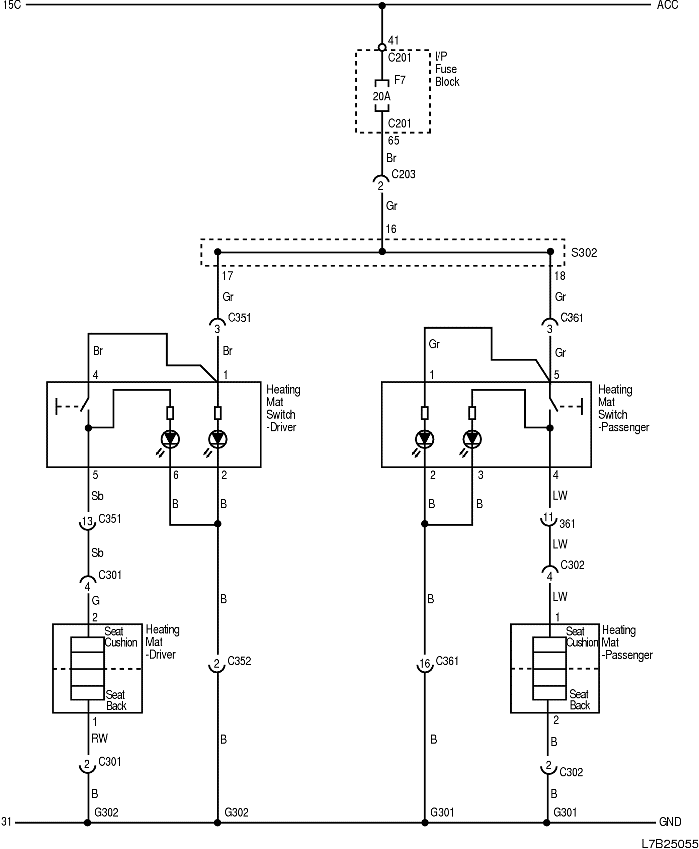 15C
ACC
41
C201
I/P
Fuse
Block
F7
20A
C201
65
Br
C203
2
Gr
16
S302
17
18
Gr
Gr
C351
3
C361
3
Br
Br
Gr
Gr
4
1
1
5
Heating
Mat
Switch
-Driver
Heating
Mat
Switch
-Passenger
5
6
2
2
3
4
Sb
B
B
B
B
LW
13
C351
11
361
Sb
LW
C301
4
C302
4
G
B
B
LW
2
1
Seat
Cushion
Heating
Mat
-Driver
Seat
Back
2
C352
16
C361
Seat
Cushion
Heating
Mat
-Passenger
Seat
Back
1
2
RW
B
B
B
2
C301
2
C302
B
B
G302
G302
G301
G301
31
GND
L7B25055